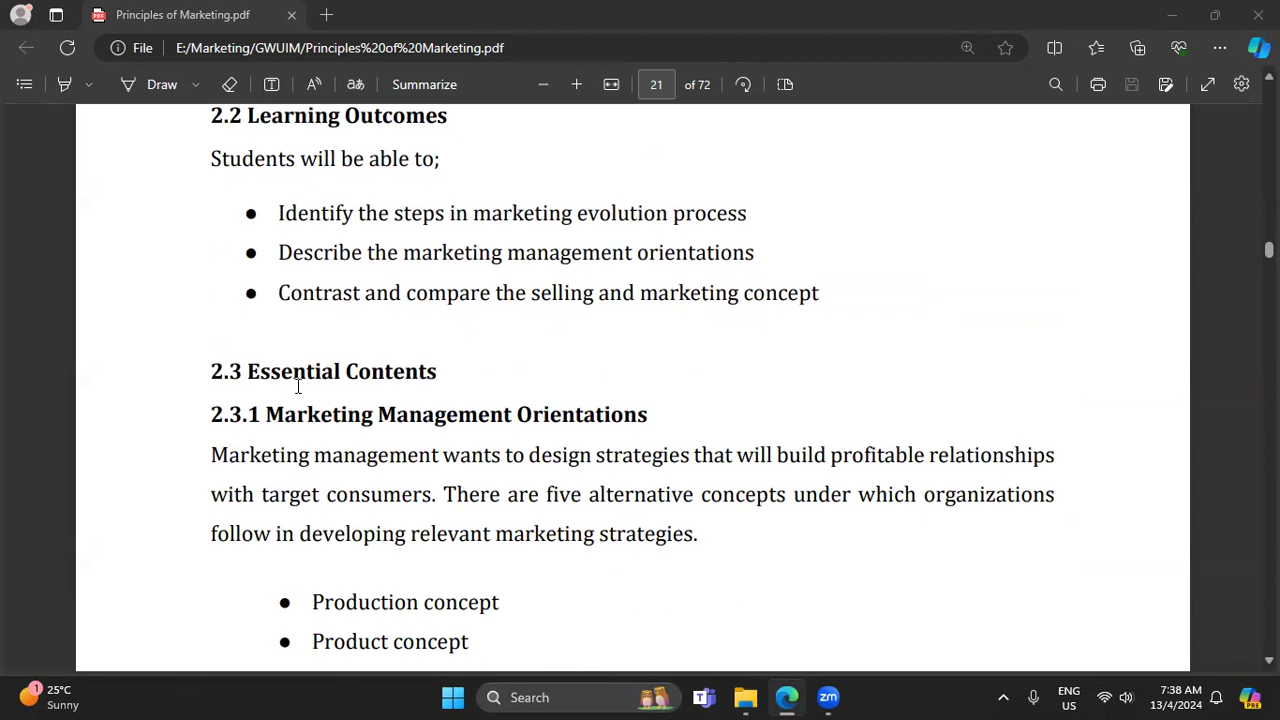 Principles of Marketing.pdf
File E:/Marketing/GWUIM/Principles%20of%20Marketing.pdf
Draw aあ Summarize 21 of 72
2.2 Learning Outcomes
Students will be able to;
● Identify the steps in marketing evolution process
● Describe the marketing management orientations
● Contrast and compare the selling and marketing concept
2.3 Essential Contents
2.3.1 Marketing Management Orientations
Marketing management wants to design strategies that will build profitable relationships
with target consumers. There are five alternative concepts under which organizations
follow in developing relevant marketing strategies.
● Production concept
● Product concept
1 25°C
Sunny
Search
zm
ENG
US
7:38 AM
13/4/2024
PRE